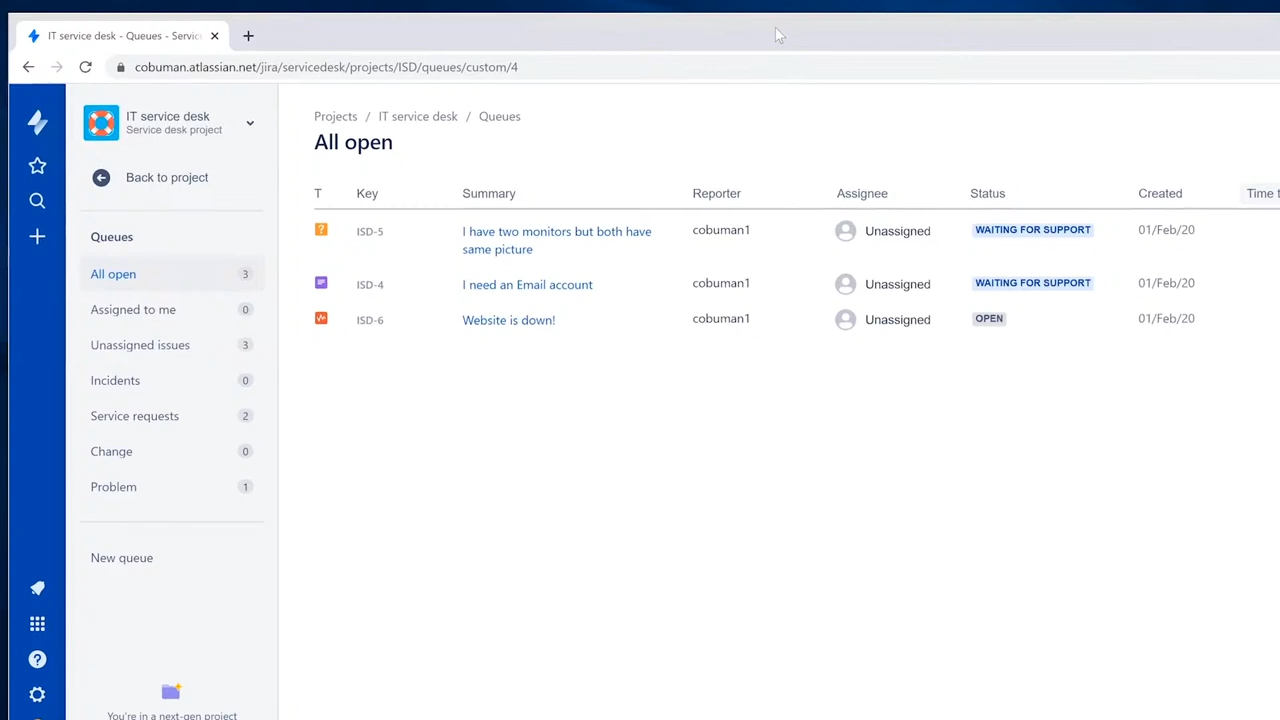 IT service desk - Queues - Servic
cobuman.atlassian.net/jira/servicedesk/projects/ISD/queues/custom/4
IT service desk
Service desk project
Back to project
Queues
All open 3
Assigned to me 0
Unassigned issues 3
Incidents 0
Service requests 2
Change 0
Problem 1
New queue
You're in a next-gen project
Projects / IT service desk / Queues
All open
T Key Summary Reporter Assignee Status Created Time t
ISD-5 I have two monitors but both have same picture cobuman1 Unassigned WAITING FOR SUPPORT 01/Feb/20
ISD-4 I need an Email account cobuman1 Unassigned WAITING FOR SUPPORT 01/Feb/20
ISD-6 Website is down! cobuman1 Unassigned OPEN 01/Feb/20